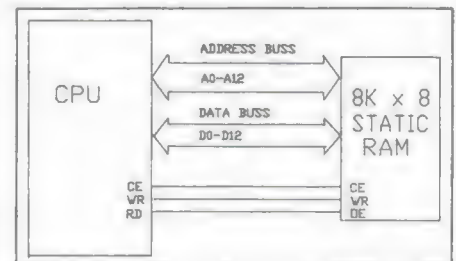 ADDRESS BUSS
A0-A12
CPU
DATA BUSS
D0-D12
8K x 8
STATIC
RAM
CE
WR
RD
CE
WR
OE